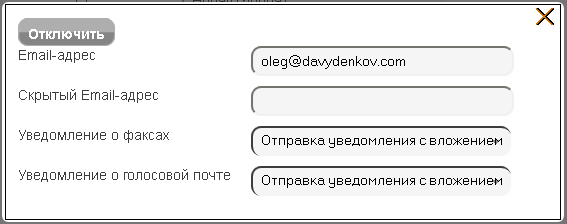 Отключить
Email-адрес
oleg@davydenkov.com
Скрытый Email-адрес
Уведомление о факсах
Отправка уведомления с вложением
Уведомление о голосовой почте
Отправка уведомления с вложением